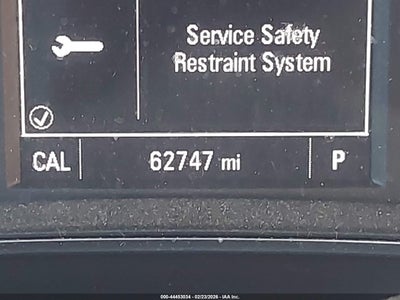 Service Safety
Restraint System
CAL 62747 mi P
000-44453034 - 02/23/2026 - IAA Inc.